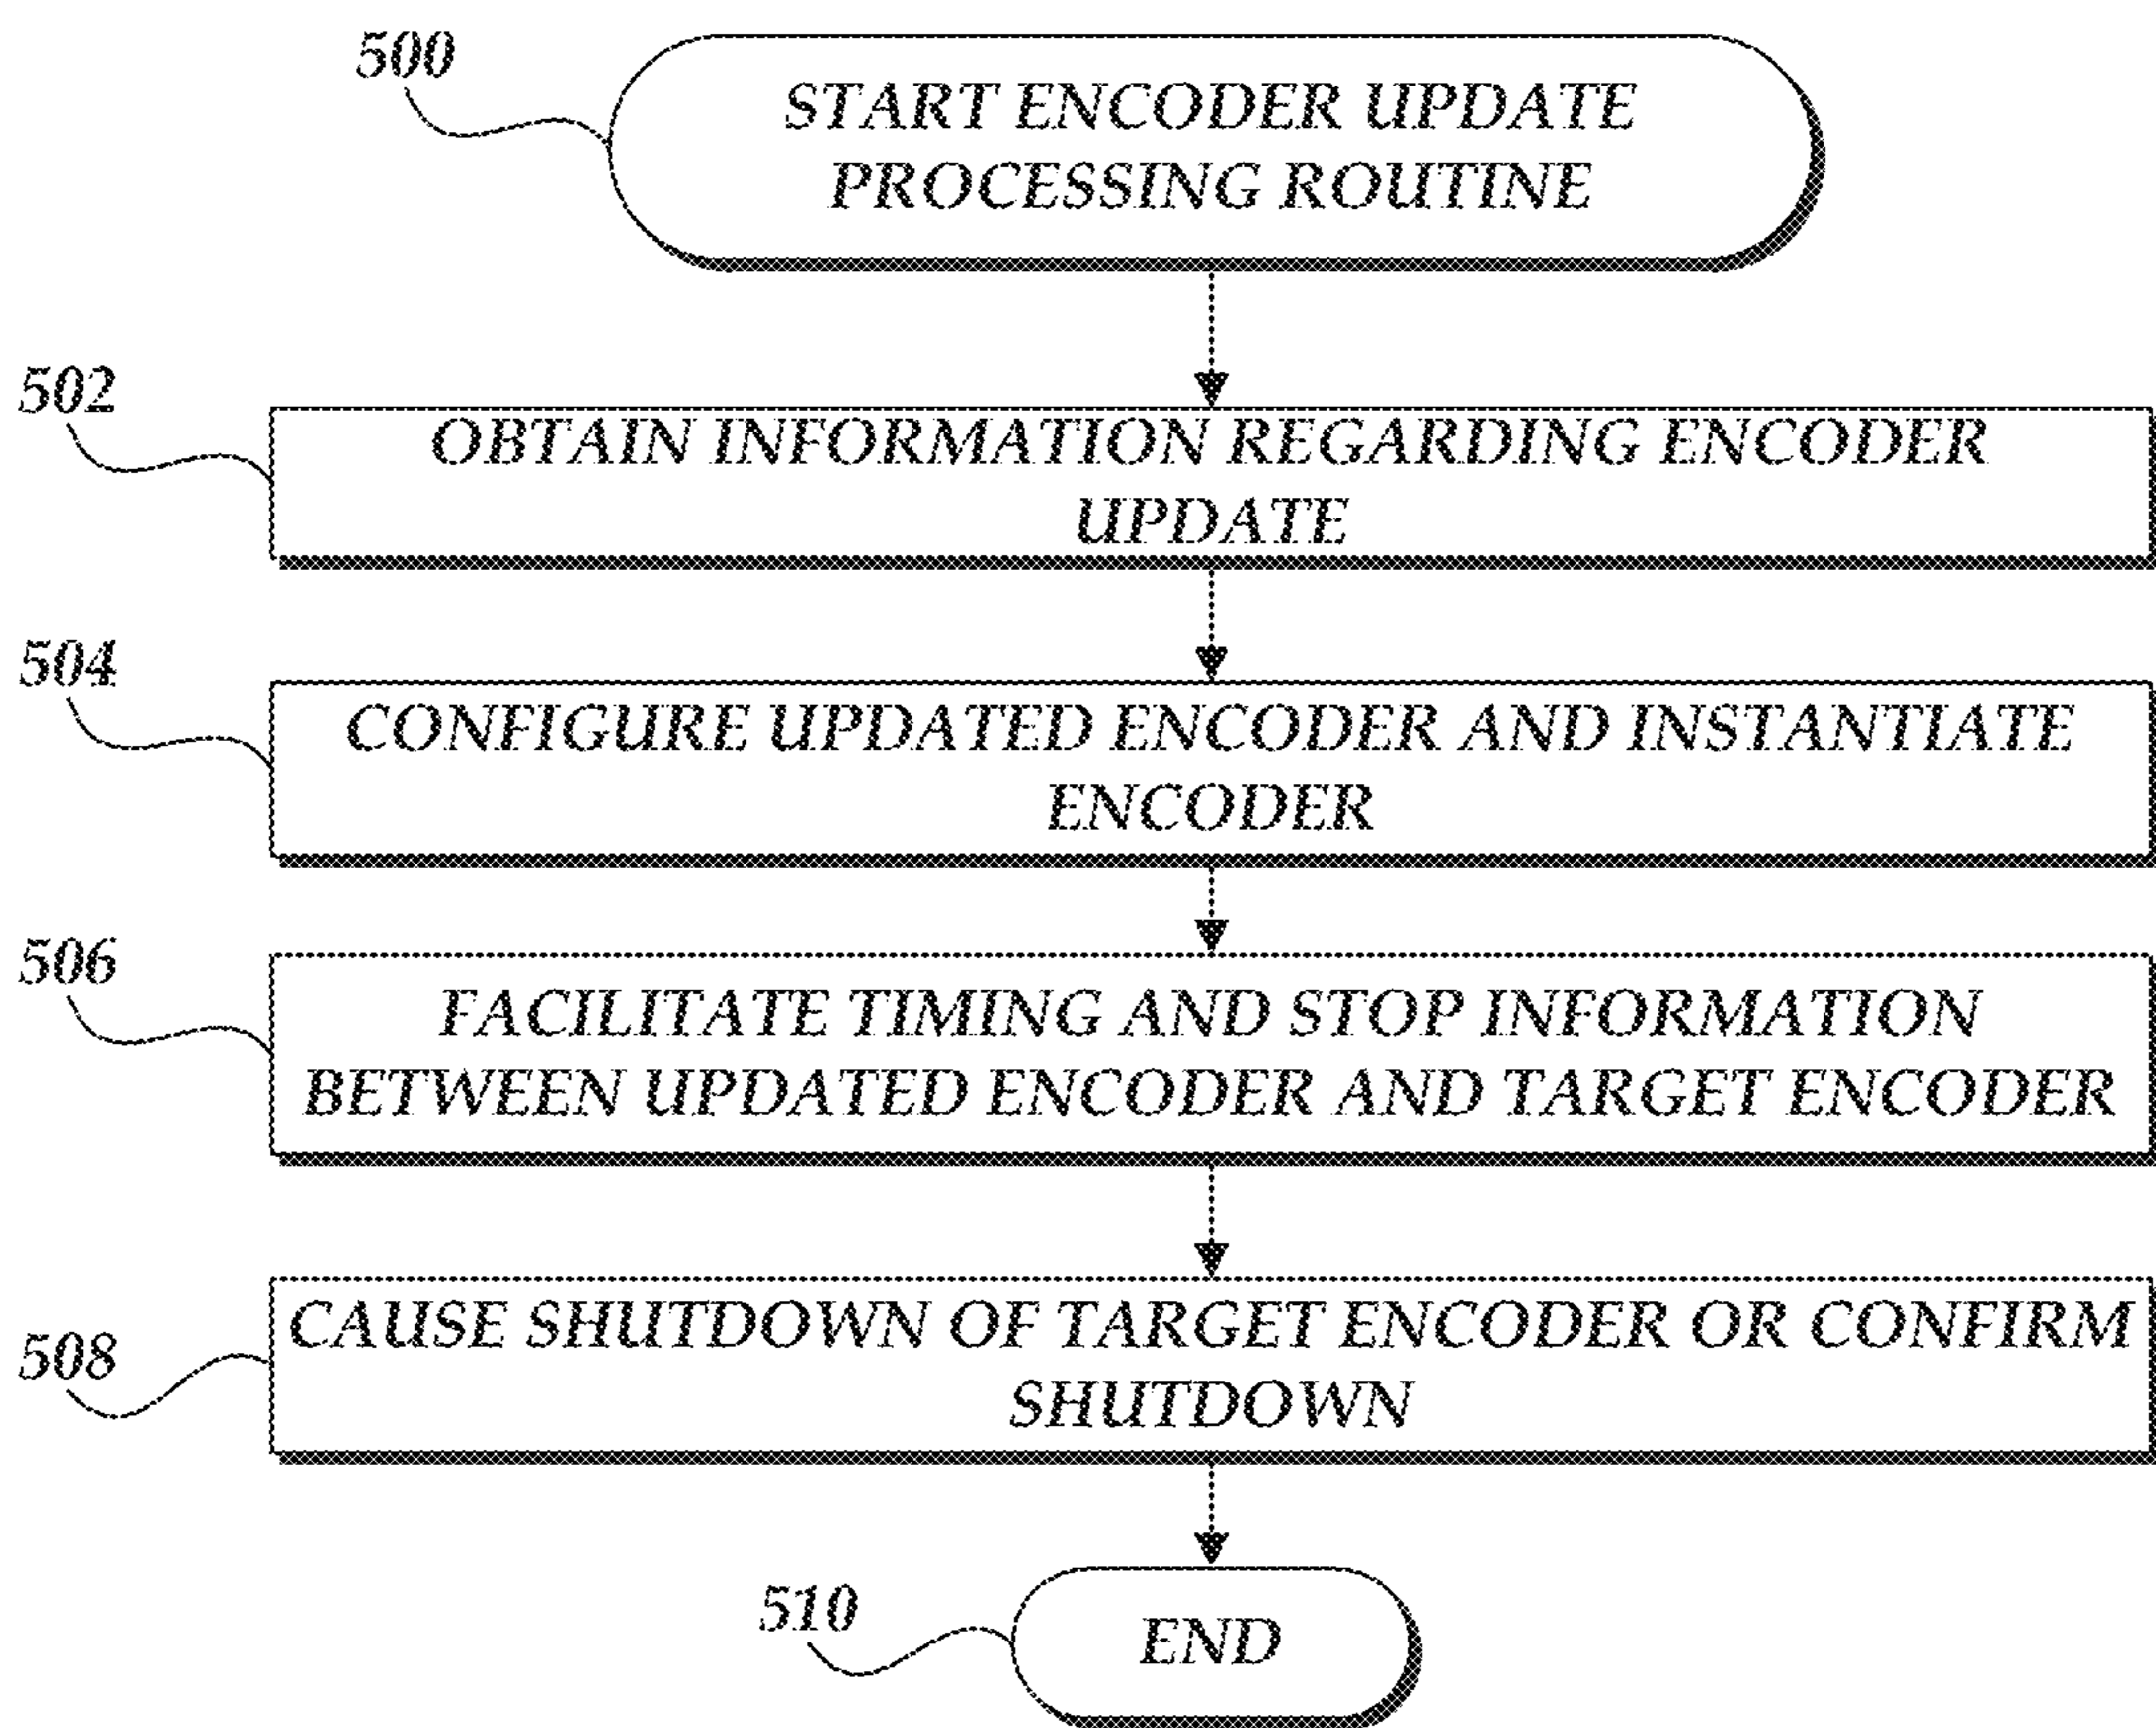 500
START ENCODER UPDATE
PROCESSING ROUTINE
502
OBTAIN INFORMATION REGARDING ENCODER
UPDATE
504
CONFIGURE UPDATED ENCODER AND INSTANTIATE
ENCODER
506
FACILITATE TIMING AND STOP INFORMATION
BETWEEN UPDATED ENCODER AND TARGET ENCODER
508
CAUSE SHUTDOWN OF TARGET ENCODER OR CONFIRM
SHUTDOWN
510
END